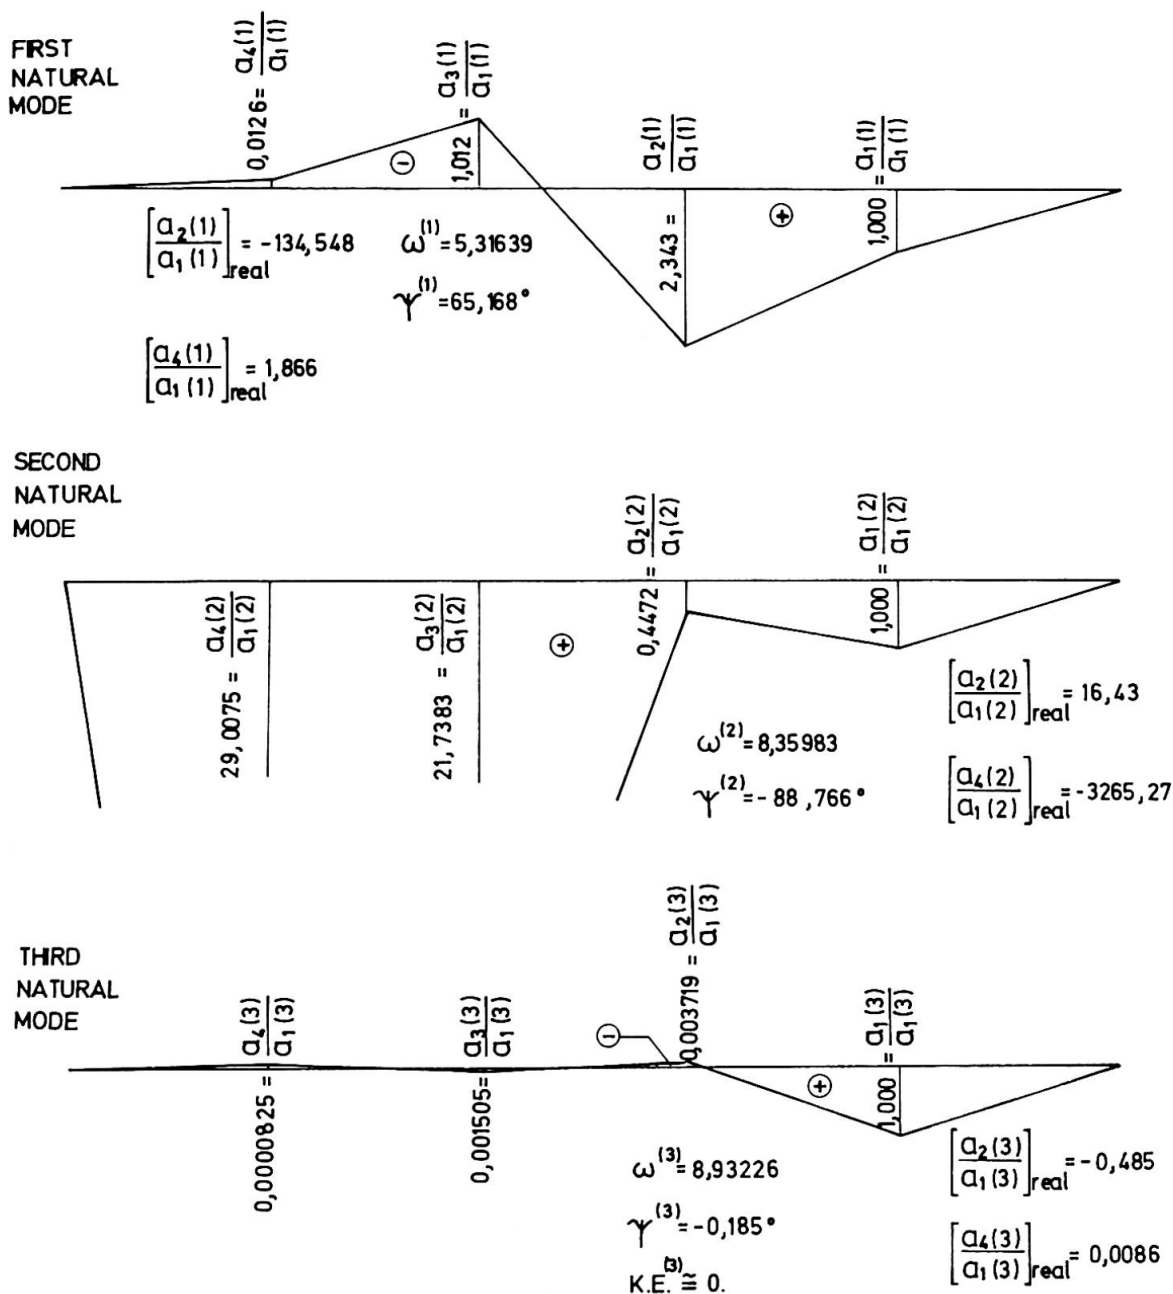 FIRST
NATURAL
MODE
0,0126 = a₄(1)/a₁(1)
1,012 = a₃(1)/a₁(1)
2,343 = a₂(1)/a₁(1)
1,000 = a₁(1)/a₁(1)
⊖
⊕
[a₂(1)/a₁(1)]real = -134,548
ω⁽¹⁾=5,31639
Ψ⁽¹⁾=65,168°
[a₄(1)/a₁(1)]real = 1,866
SECOND
NATURAL
MODE
29,0075 = a₄(2)/a₁(2)
21,7383 = a₃(2)/a₁(2)
0,4472 = a₂(2)/a₁(2)
1,000 = a₁(2)/a₁(2)
⊕
[a₂(2)/a₁(2)]real = 16,43
ω⁽²⁾=8,35983
Ψ⁽²⁾=-88,766°
[a₄(2)/a₁(2)]real = -3265,27
THIRD
NATURAL
MODE
0,0000825 = a₄(3)/a₁(3)
0,001505 = a₃(3)/a₁(3)
0,003719 = a₂(3)/a₁(3)
1,000 = a₁(3)/a₁(3)
⊖
⊕
[a₂(3)/a₁(3)]real = -0,485
ω⁽³⁾=8,93226
Ψ⁽³⁾=-0,185°
[a₄(3)/a₁(3)]real = 0,0086
K.E.⁽³⁾ ≅ 0.